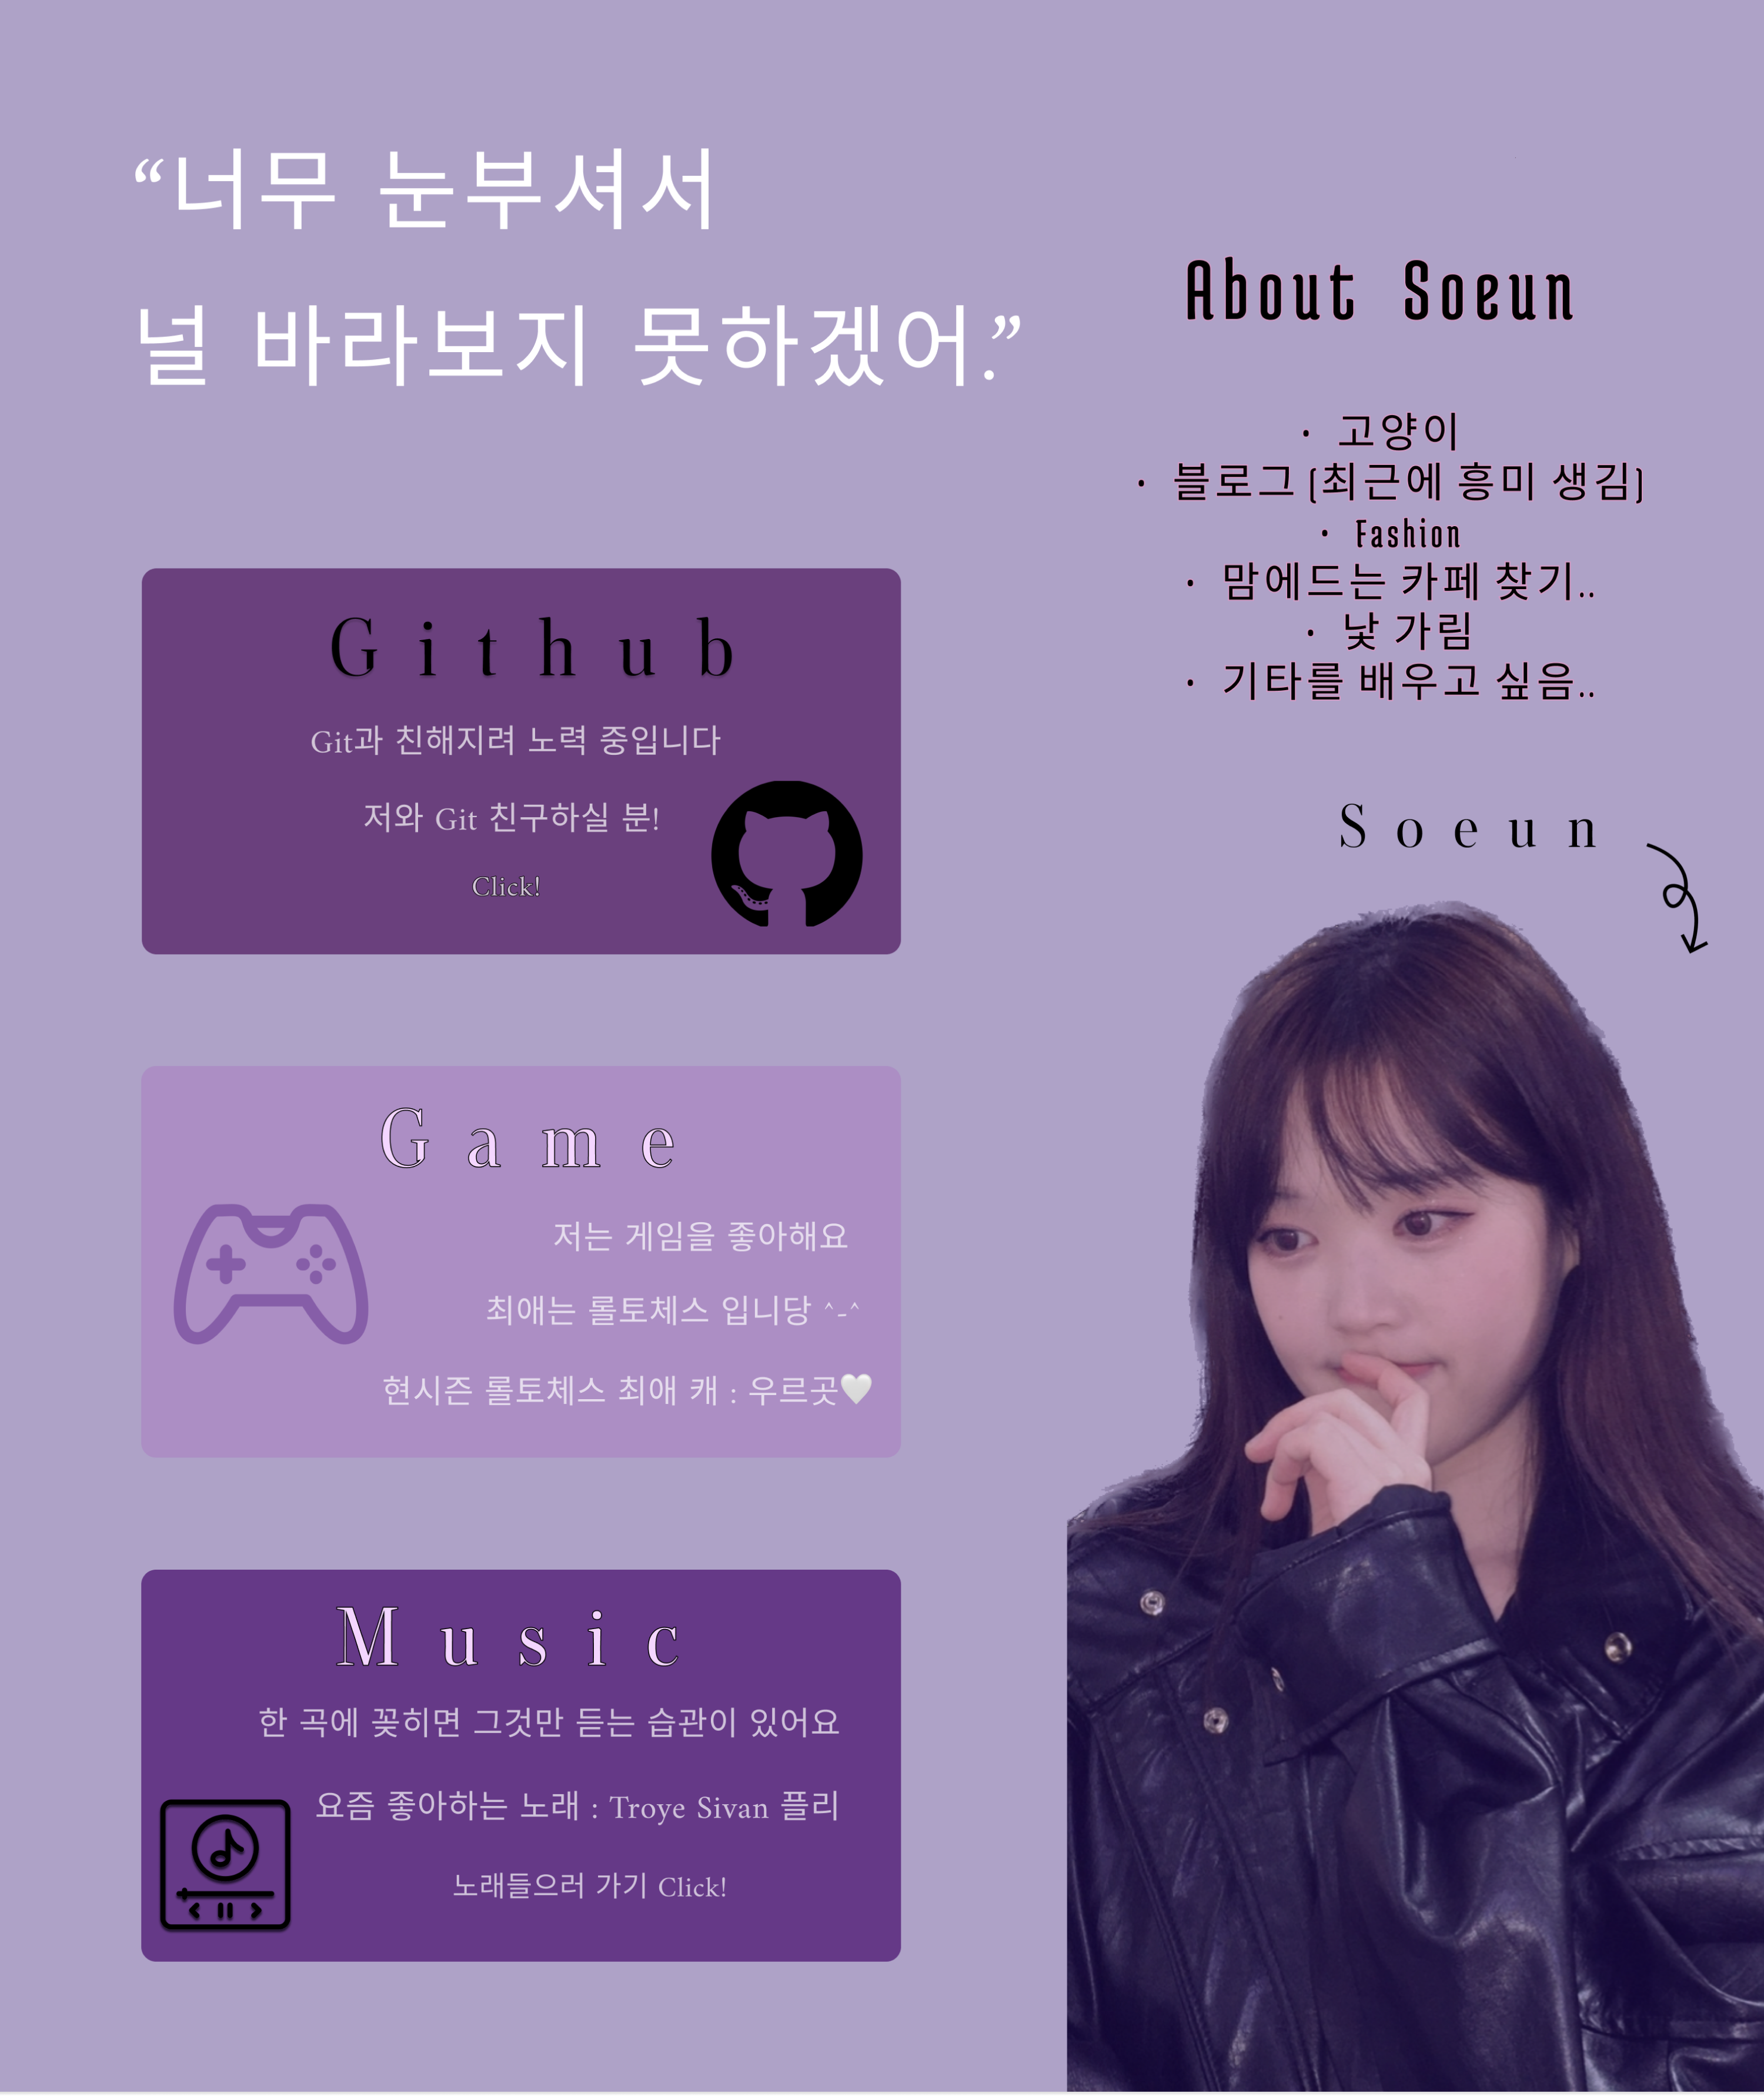 “너무 눈부셔서
널 바라보지 못하겠어.”
About Soeun
· 고양이
· 블로그 (최근에 흥미 생김)
· Fashion
· 맘에드는 카페 찾기..
· 낯 가림
· 기타를 배우고 싶음..
Soeun
Github
Git과 친해지려 노력 중입니다
저와 Git 친구하실 분!
Click!
Game
저는 게임을 좋아해요
최애는 롤토체스 입니당 ^-^
현시즌 롤토체스 최애 캐 : 우르곳🤍
Music
한 곡에 꽂히면 그것만 듣는 습관이 있어요
요즘 좋아하는 노래 : Troye Sivan 플리
노래들으러 가기 Click!